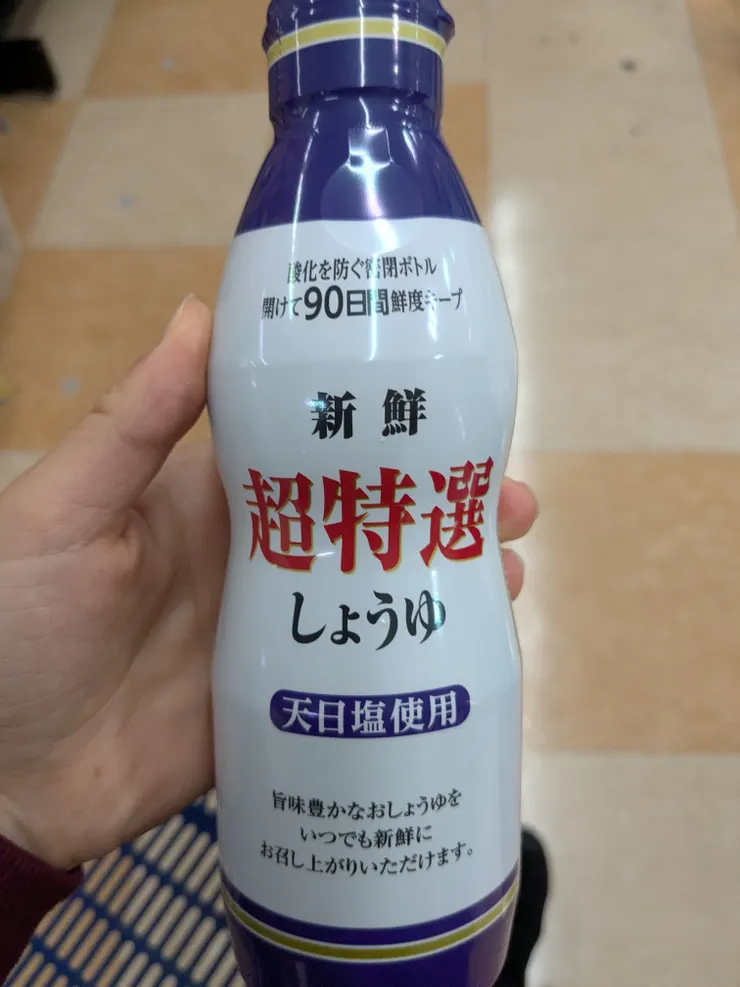 酸化を防ぐ密閉ボトル
開けて90日間鮮度キープ
新鮮
超特選
しょうゆ
天日塩使用
旨味豊かなおしょうゆを
いつでも新鮮に
お召し上がりいただけます。